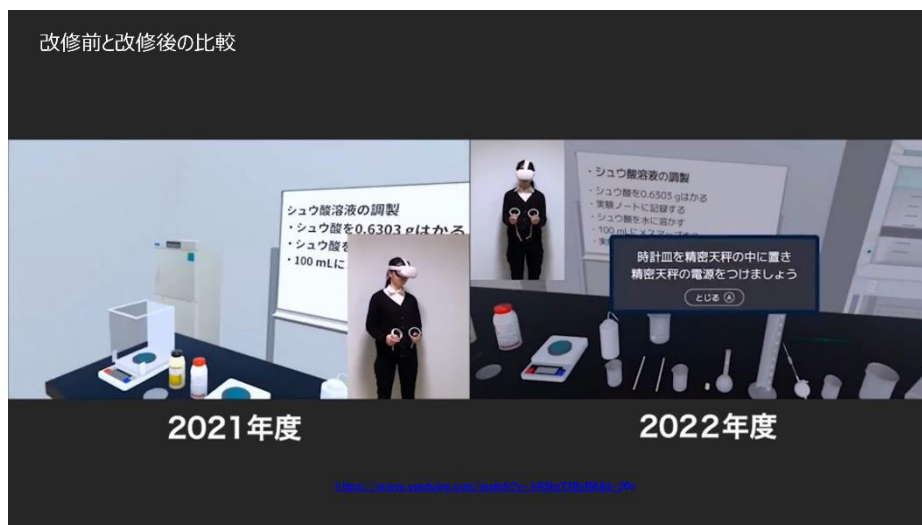 改修前と改修後の比較
シュウ酸溶液の調製
・シュウ酸を0.6303 gはかる
・シュウ酸を
・100 mLに
・シュウ酸溶液の調製
・シュウ酸を0.6303 gはかる
・実験ノートに記録する
・シュウ酸を水に溶かす
・100 mLにメスアップする
時計皿を精密天秤の中に置き
精密天秤の電源をつけましょう
とじる Ⓐ
2021年度
2022年度